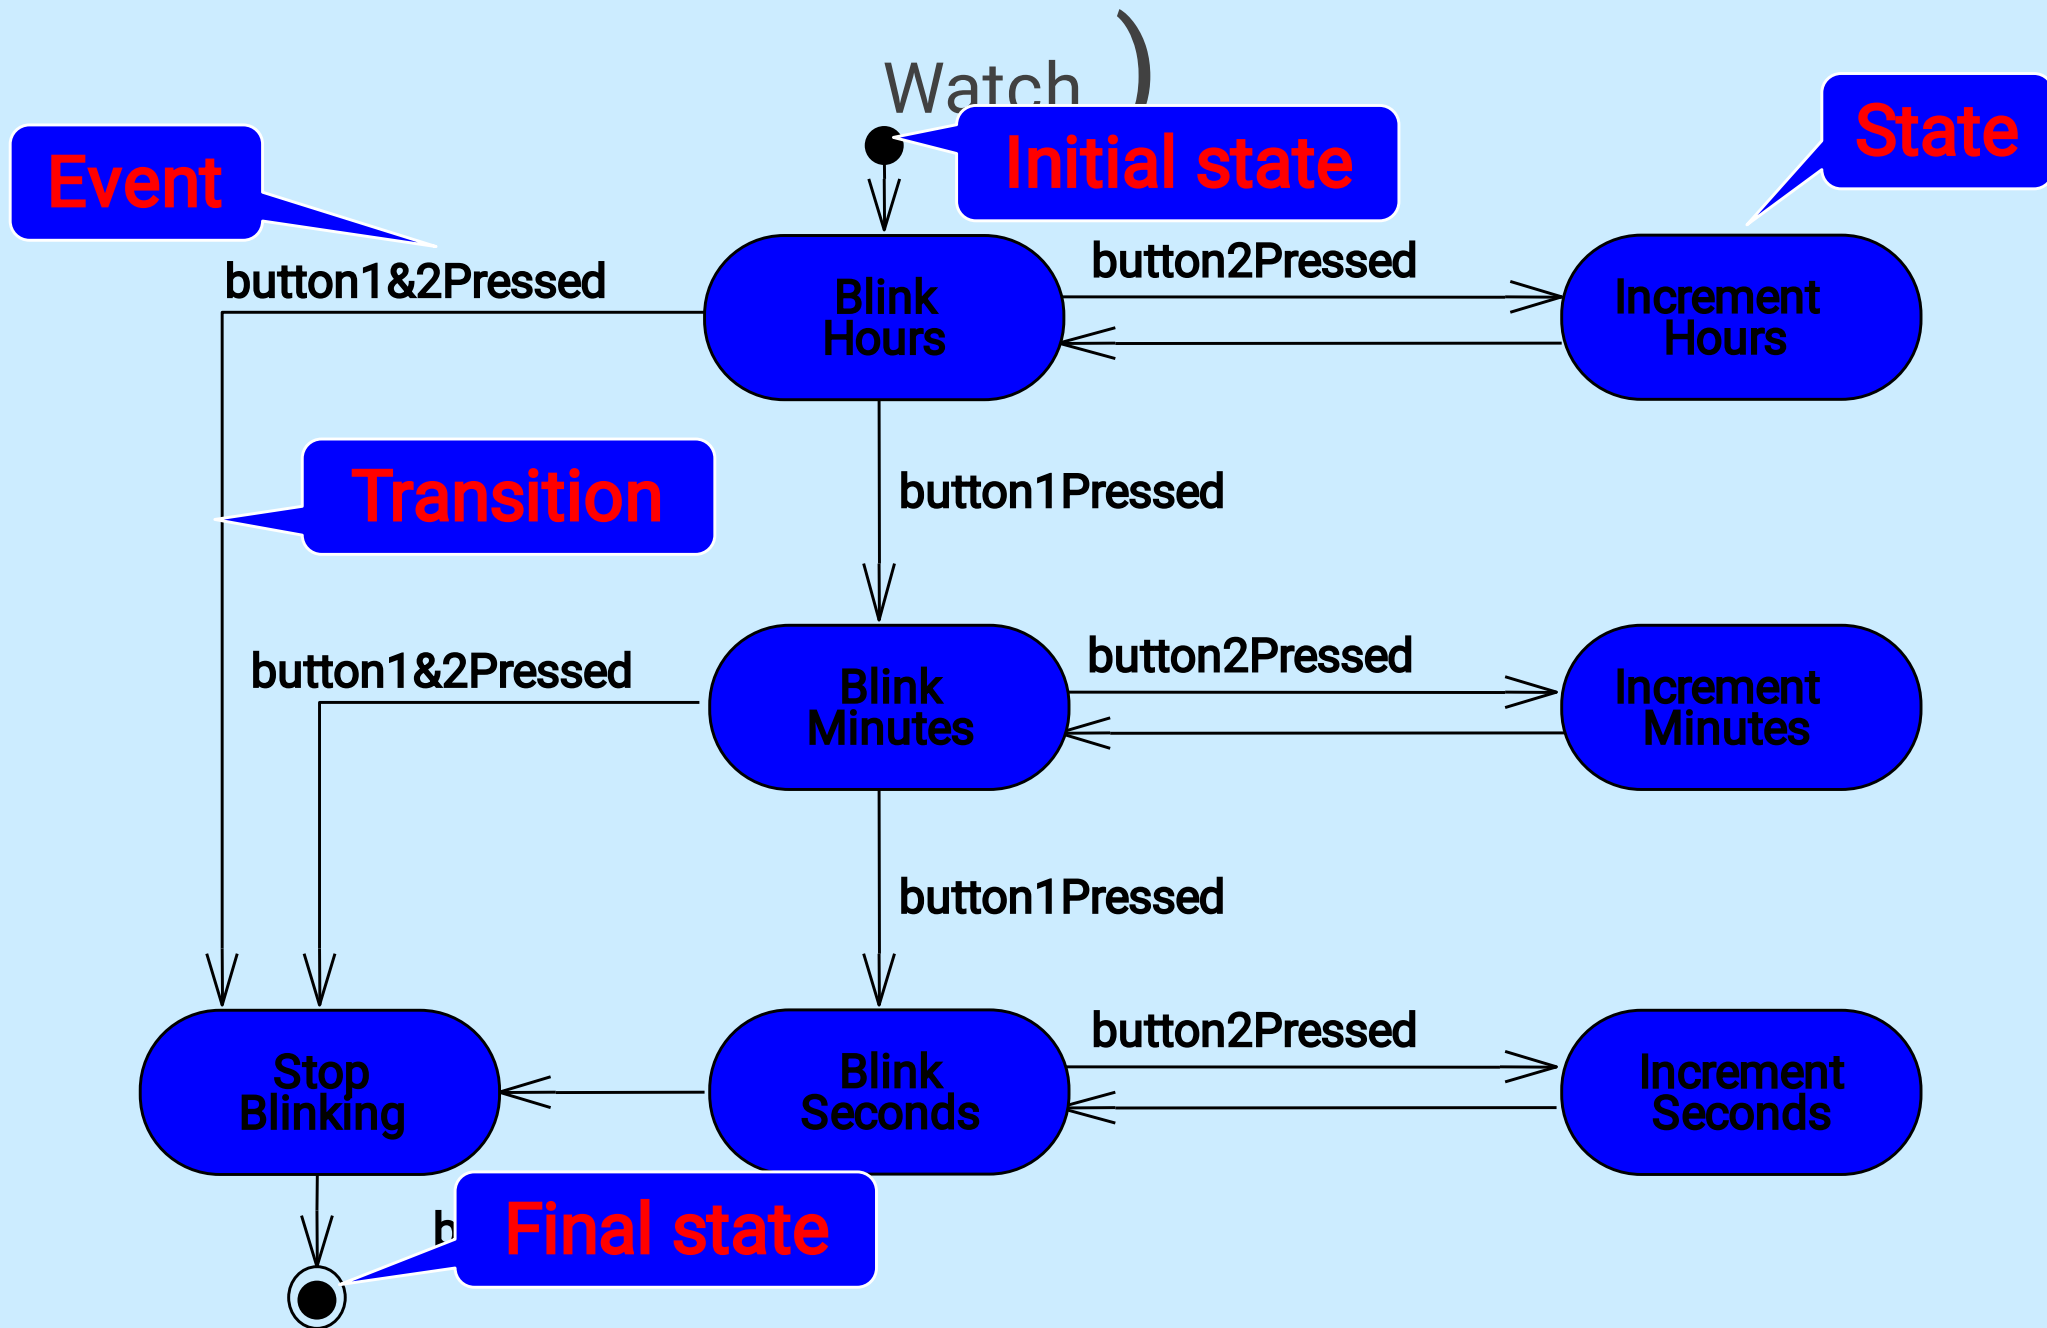 Watch )
Initial state
State
Event
button1&2Pressed
button2Pressed
Blink
Hours
Increment
Hours
Transition
button1Pressed
button1&2Pressed
button2Pressed
Blink
Minutes
Increment
Minutes
button1Pressed
button2Pressed
Stop
Blinking
Blink
Seconds
Increment
Seconds
Final state